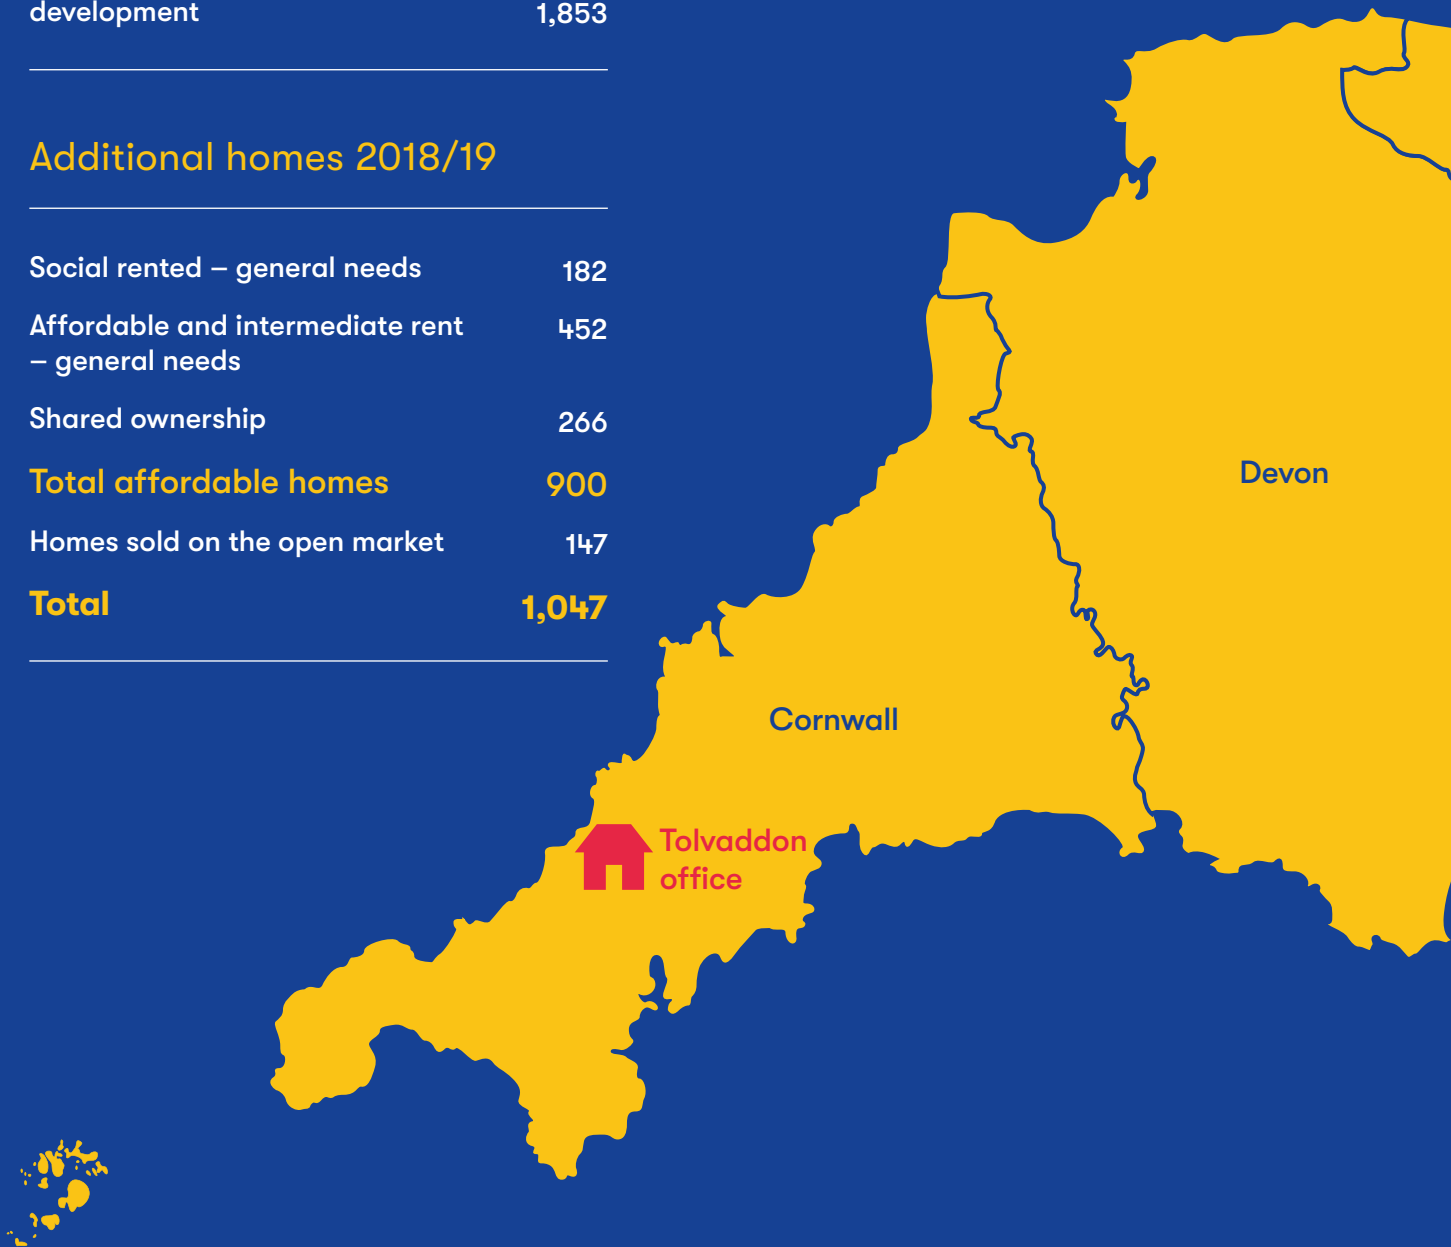 development 1,853
Additional homes 2018/19
Social rented – general needs 182
Affordable and intermediate rent 452
– general needs
Shared ownership 266
Total affordable homes 900
Homes sold on the open market 147
Total 1,047
Devon
Cornwall
Tolvaddon
office